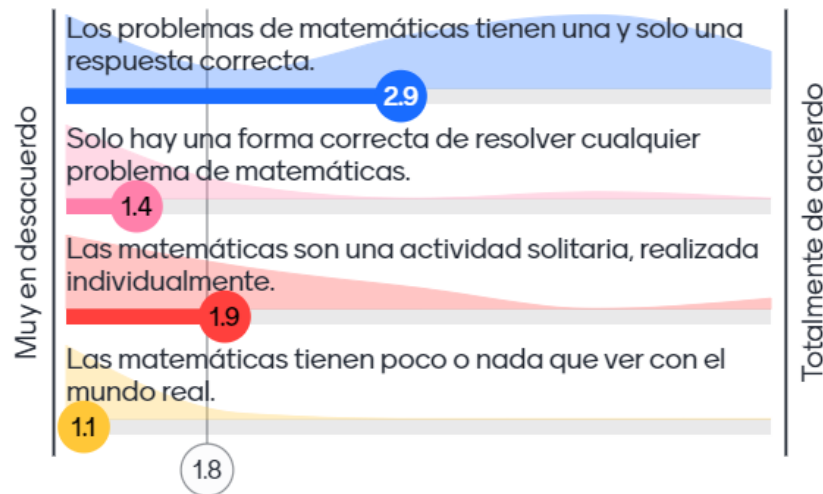 Muy en desacuerdo
Los problemas de matemáticas tienen una y solo una
respuesta correcta.
2.9
Solo hay una forma correcta de resolver cualquier
problema de matemáticas.
1.4
Las matemáticas son una actividad solitaria, realizada
individualmente.
1.9
Las matemáticas tienen poco o nada que ver con el
mundo real.
1.1
1.8
Totalmente de acuerdo